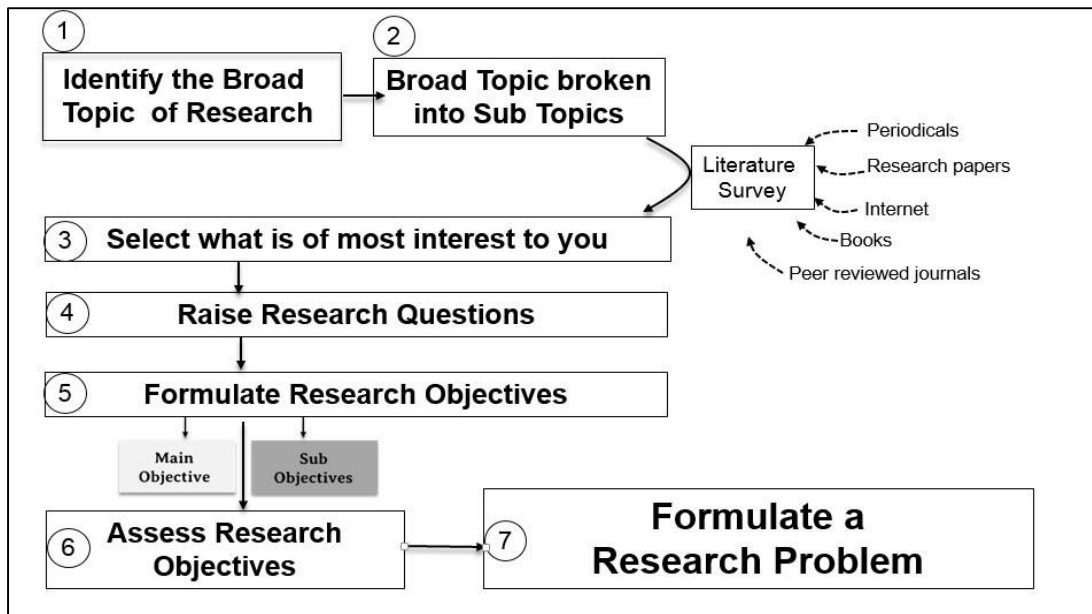 1
Identify the Broad
Topic of Research
2
Broad Topic broken
into Sub Topics
Literature
Survey
Periodicals
Research papers
Internet
Books
Peer reviewed journals
3
Select what is of most interest to you
4
Raise Research Questions
5
Formulate Research Objectives
Main
Objective
Sub
Objectives
6
Assess Research
Objectives
7
Formulate a
Research Problem